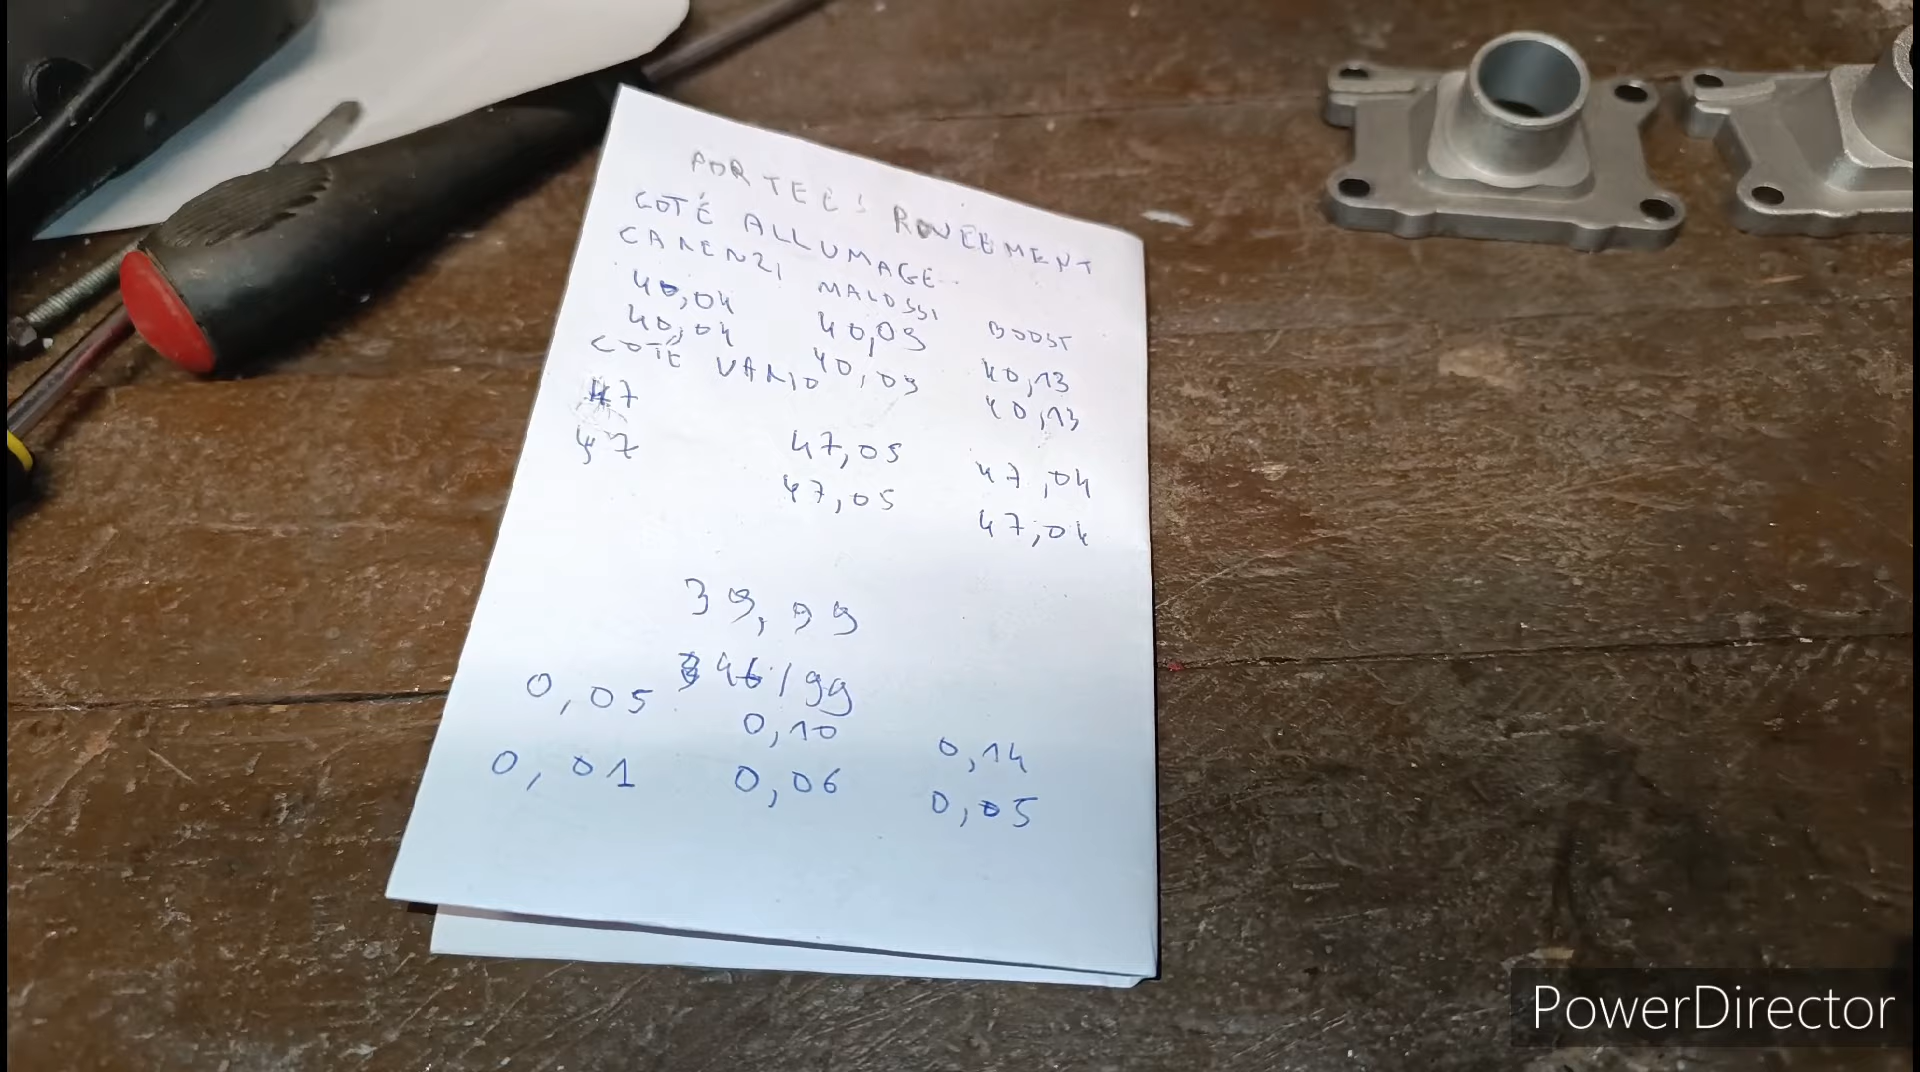 PORTEES ROULEMENT
COTÉ ALLUMAGE
CARENZI MALOSSI BOOST
40,04 40,09 40,13
40,04 40,09 40,13
COTÉ VARIO
47 47,05 47,04
47 47,05 47,04
39,99
46,99
0,05 0,10 0,14
0,01 0,06 0,05
PowerDirector